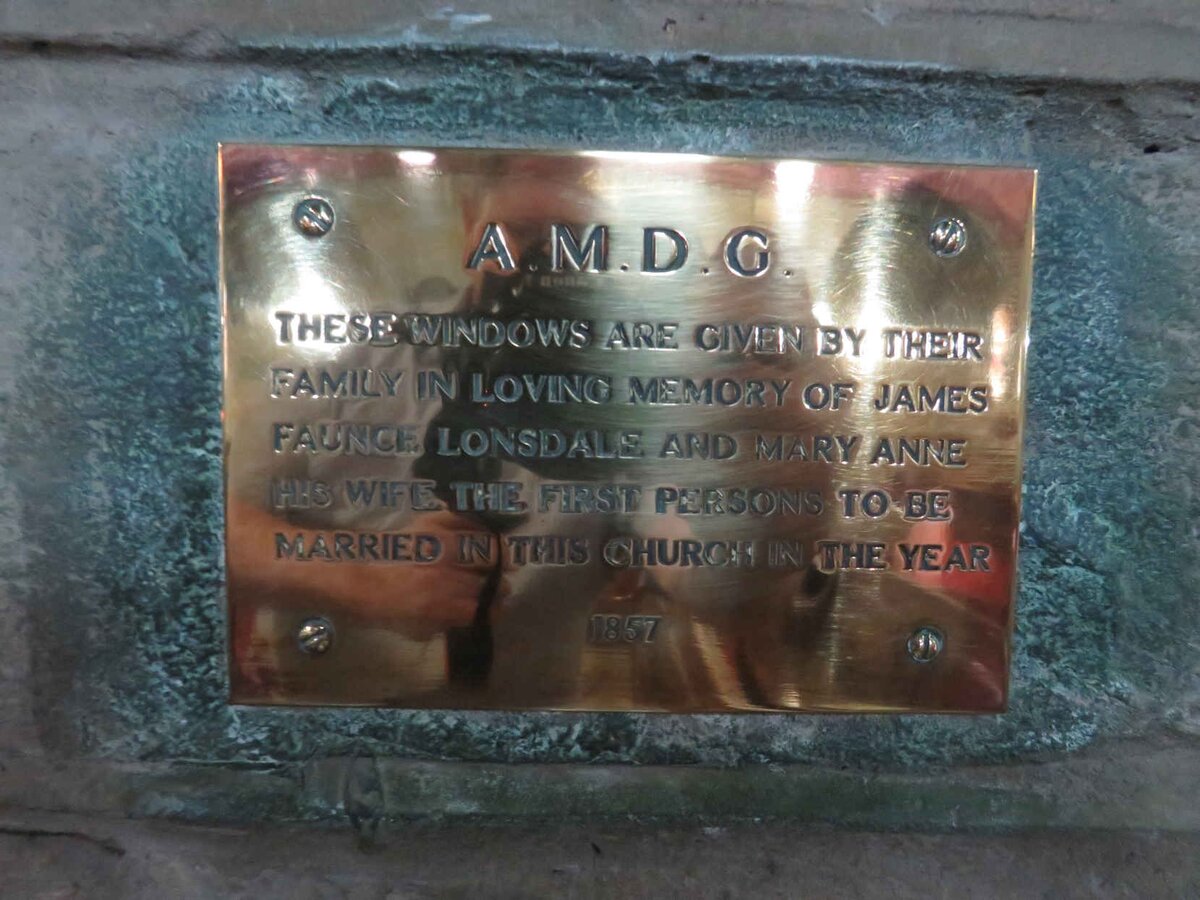 A.M.D.G.
THESE WINDOWS ARE GIVEN BY THEIR
FAMILY IN LOVING MEMORY OF JAMES
FAUNCE LONSDALE AND MARY ANNE
HIS WIFE THE FIRST PERSONS TO BE
MARRIED IN THIS CHURCH IN THE YEAR
1857